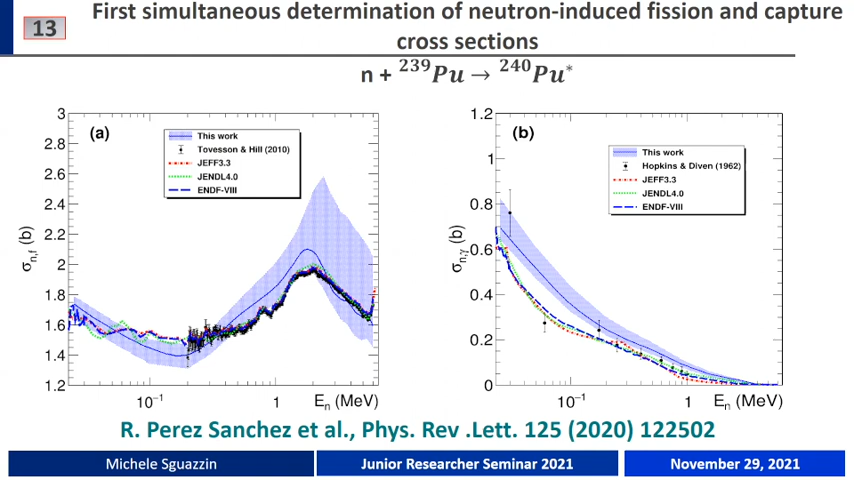 13
First simultaneous determination of neutron-induced fission and capture
cross sections
n + ²³⁹Pu → ²⁴⁰Pu*
(a)
This work
Tovesson & Hill (2010)
JEFF3.3
JENDL4.0
ENDF-VIII
3
2.8
2.6
2.4
2.2
2
1.8
1.6
1.4
1.2
σn,γ (b)
10⁻¹
1
En (MeV)
(b)
This work
Hopkins & Diven (1962)
JEFF3.3
JENDL4.0
ENDF-VIII
1.2
1
0.8
0.6
0.4
0.2
0
σn,γ (b)
10⁻¹
1
En (MeV)
R. Perez Sanchez et al., Phys. Rev .Lett. 125 (2020) 122502
Michele Sguazzin
Junior Researcher Seminar 2021
November 29, 2021